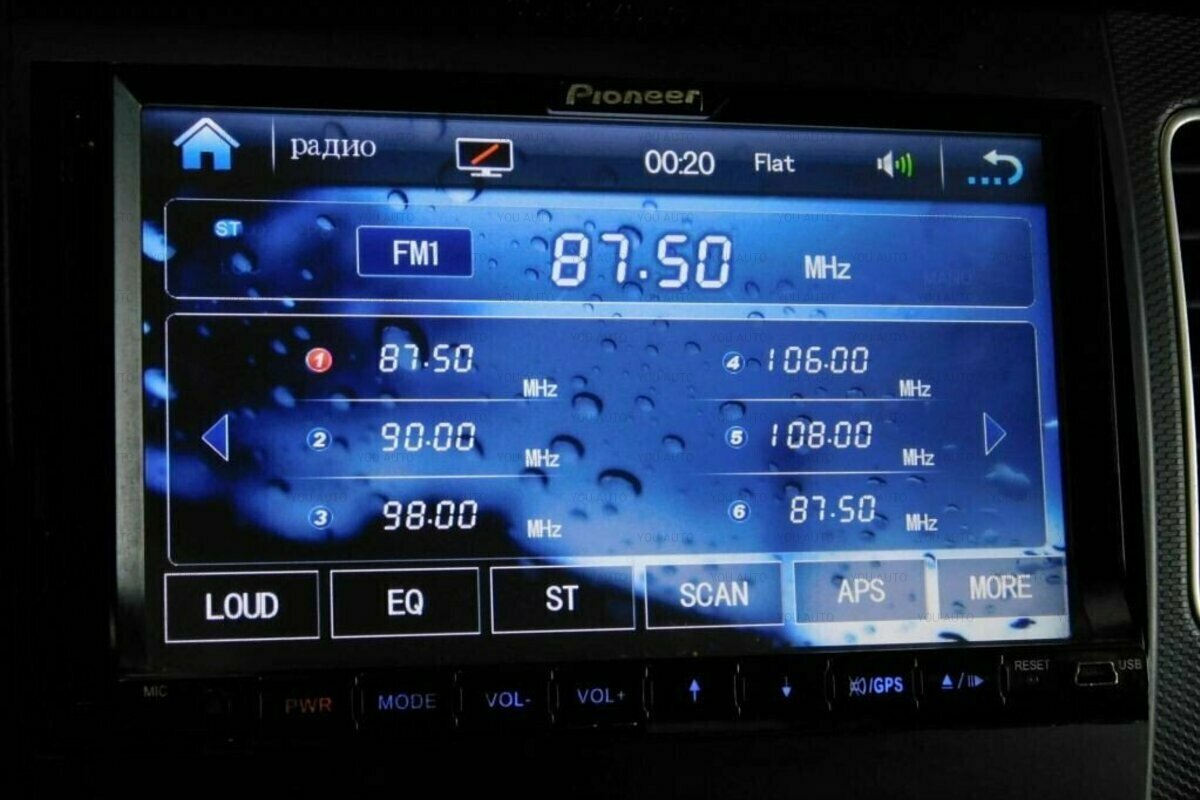 Pioneer
радио 00:20 Flat
ST FM1 87.50 MHz
1 87.50 MHz 4 106.00 MHz
2 90.00 MHz 5 108.00 MHz
3 98.00 MHz 6 87.50 MHz
LOUD EQ ST SCAN APS MORE
MIC PWR MODE VOL- VOL+ /GPS RESET USB
YOU AUTO